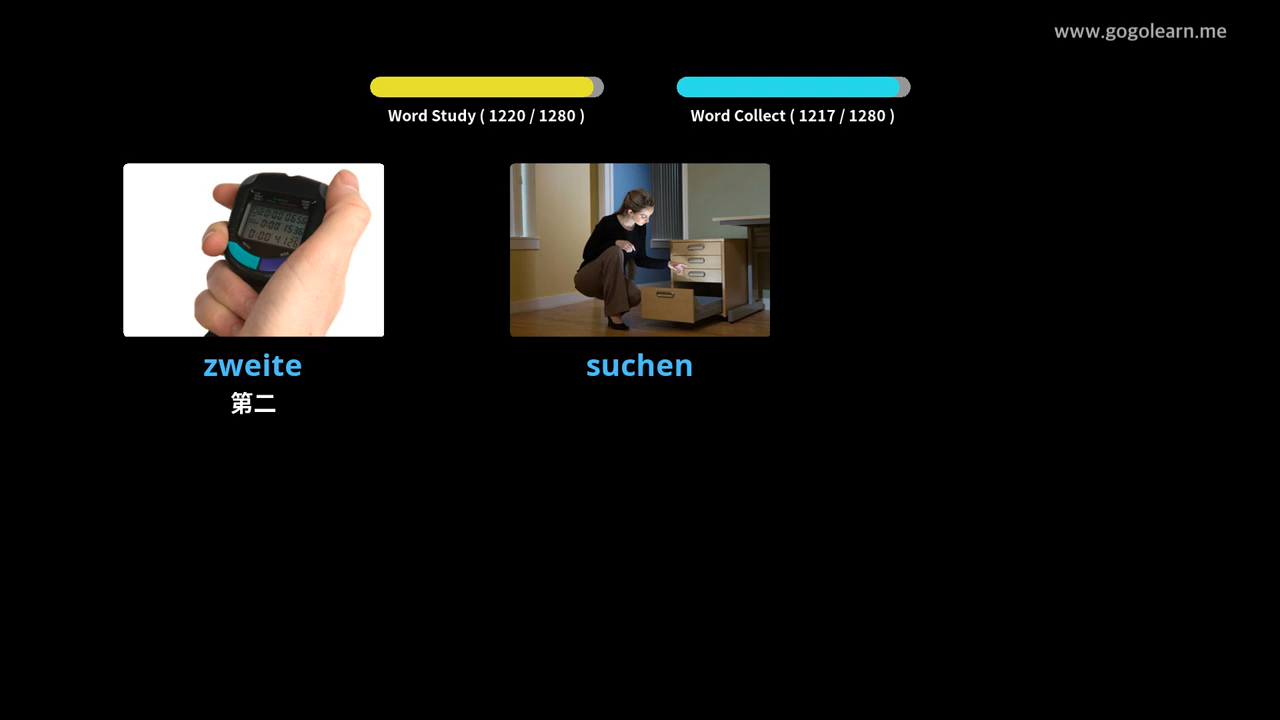 www.gogolearn.me
Word Study ( 1220 / 1280 )
Word Collect ( 1217 / 1280 )
zweite
第二
suchen